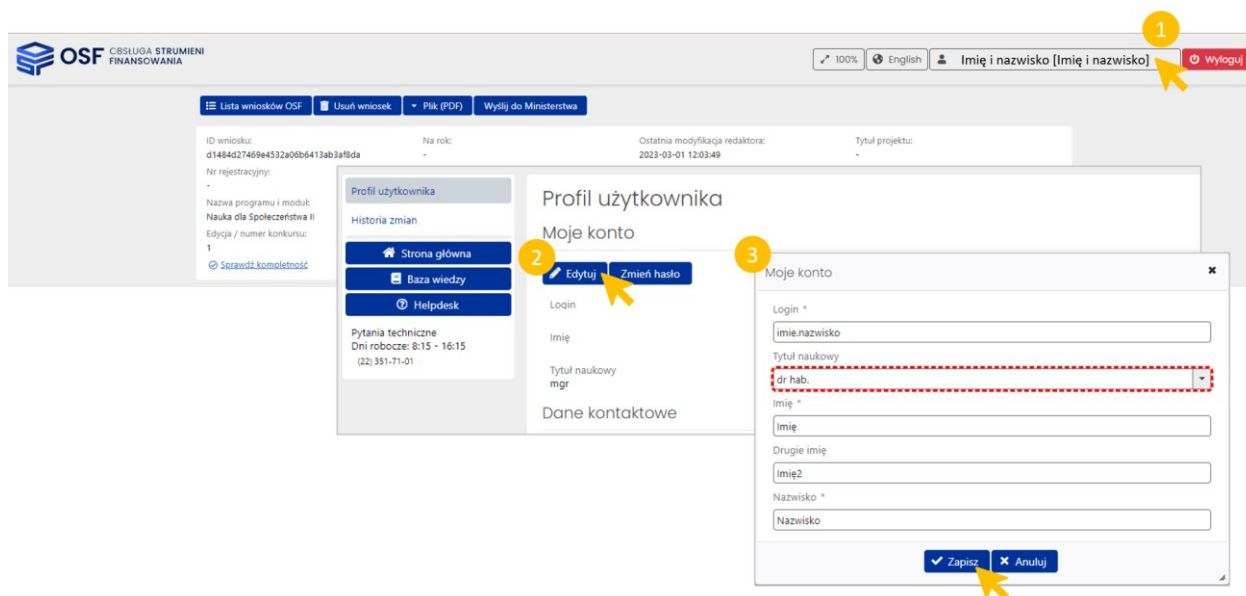 1
OSF OBSŁUGA STRUMIENI
FINANSOWANIA
100% English Imię i nazwisko [Imię i nazwisko] Wyloguj
Lista wniosków OSF Usuń wniosek Plik (PDF) Wyślij do Ministerstwa
ID wniosku: Na rok: Ostatnia modyfikacja redaktora: Tytuł projektu:
d1484d27469e4532a06b6413ab3af8da - 2023-03-01 12:03:49 -
Nr rejestracyjny:
-
Nazwa programu i moduł:
Nauka dla Społeczeństwa II
Edycja / numer konkursu:
1
Sprawdź kompletność
Profil użytkownika
Historia zmian
Strona główna
Baza wiedzy
Helpdesk
Pytania techniczne
Dni robocze: 8:15 - 16:15
(22) 351-71-01
Profil użytkownika
Moje konto
2
Edytuj Zmień hasło
Login
Imię
Tytuł naukowy
mgr
Dane kontaktowe
3
Moje konto
Login *
imie.nazwisko
Tytuł naukowy
dr hab.
Imię *
Imię
Drugie imię
Imię2
Nazwisko *
Nazwisko
Zapisz Anuluj